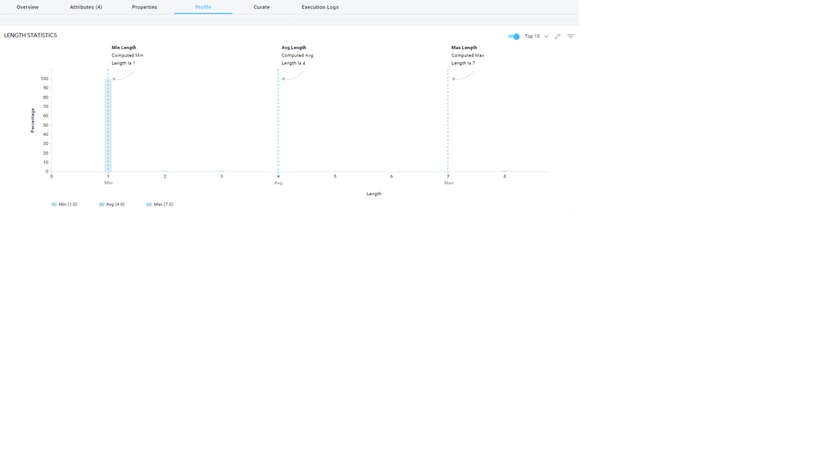 Overview Attributes (4) Properties Profile Curate Execution Logs
LENGTH STATISTICS
Top 10
Min Length
Computed Min
Length Is 1
Avg Length
Computed Avg
Length Is 4
Max Length
Computed Max
Length Is 7
Percentage
100
90
80
70
60
50
40
30
20
10
0
0 1 2 3 4 5 6 7 8
Min Avg Max
Length
Min (1.0) Avg (4.0) Max (7.0)